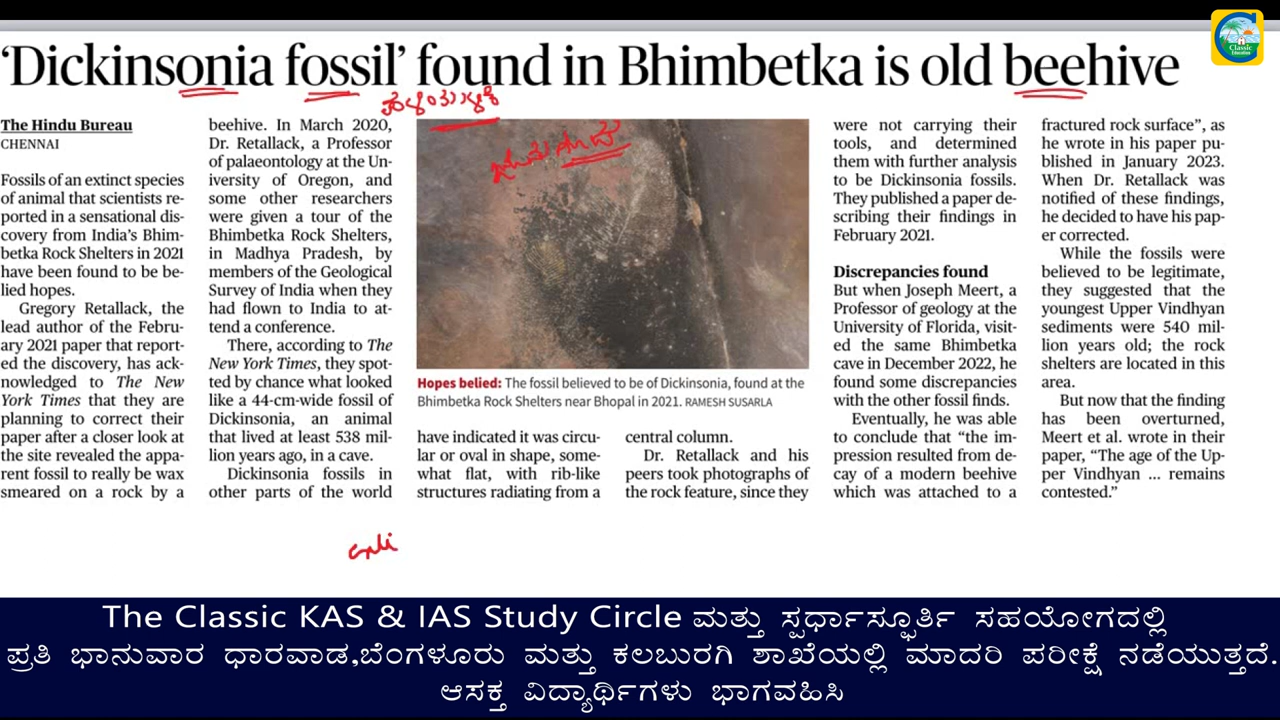 ‘Dickinsonia fossil’ found in Bhimbetka is old beehive
The Hindu Bureau
CHENNAI
Fossils of an extinct species
of animal that scientists re-
ported in a sensational dis-
covery from India’s Bhim-
betka Rock Shelters in 2021
have been found to be be-
lied hopes.
Gregory Retallack, the
lead author of the Febru-
ary 2021 paper that report-
ed the discovery, has ack-
nowledged to The New
York Times that they are
planning to correct their
paper after a closer look at
the site revealed the appa-
rent fossil to really be wax
smeared on a rock by a
beehive. In March 2020,
Dr. Retallack, a Professor
of palaeontology at the Un-
iversity of Oregon, and
some other researchers
were given a tour of the
Bhimbetka Rock Shelters,
in Madhya Pradesh, by
members of the Geological
Survey of India when they
had flown to India to at-
tend a conference.
There, according to The
New York Times, they spot-
ted by chance what looked
like a 44-cm-wide fossil of
Dickinsonia, an animal
that lived at least 538 mil-
lion years ago, in a cave.
Dickinsonia fossils in
other parts of the world
Hopes belied: The fossil believed to be of Dickinsonia, found at the
Bhimbetka Rock Shelters near Bhopal in 2021. RAMESH SUSARLA
have indicated it was circu-
lar or oval in shape, some-
what flat, with rib-like
structures radiating from a
central column.
Dr. Retallack and his
peers took photographs of
the rock feature, since they
were not carrying their
tools, and determined
them with further analysis
to be Dickinsonia fossils.
They published a paper de-
scribing their findings in
February 2021.
Discrepancies found
But when Joseph Meert, a
Professor of geology at the
University of Florida, visit-
ed the same Bhimbetka
cave in December 2022, he
found some discrepancies
with the other fossil finds.
Eventually, he was able
to conclude that “the im-
pression resulted from de-
cay of a modern beehive
which was attached to a
fractured rock surface”, as
he wrote in his paper pu-
blished in January 2023.
When Dr. Retallack was
notified of these findings,
he decided to have his pap-
er corrected.
While the fossils were
believed to be legitimate,
they suggested that the
youngest Upper Vindhyan
sediments were 540 mil-
lion years old; the rock
shelters are located in this
area.
But now that the finding
has been overturned,
Meert et al. wrote in their
paper, “The age of the Up-
per Vindhyan ... remains
contested.”
Classic
Education
The Classic KAS & IAS Study Circle ಮತ್ತು ಸ್ಪರ್ಧಾಸ್ಫೂರ್ತಿ ಸಹಯೋಗದಲ್ಲಿ
ಪ್ರತಿ ಭಾನುವಾರ ಧಾರವಾಡ,ಬೆಂಗಳೂರು ಮತ್ತು ಕಲಬುರಗಿ ಶಾಖೆಯಲ್ಲಿ ಮಾದರಿ ಪರೀಕ್ಷೆ ನಡೆಯುತ್ತದೆ.
ಆಸಕ್ತ ವಿದ್ಯಾರ್ಥಿಗಳು ಭಾಗವಹಿಸಿ